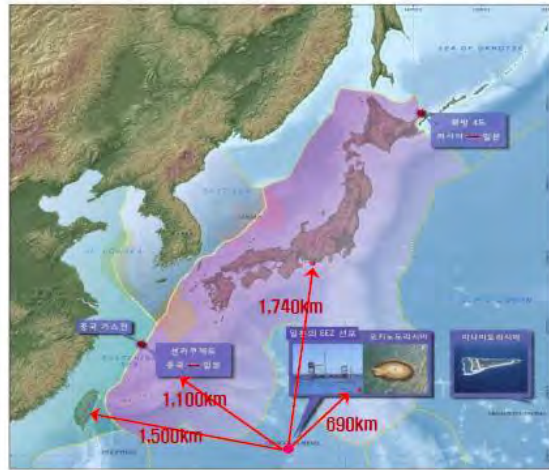 SEA OF OKHOTSK
북방 4도
러시아 일본
1,740km
중국 가스전
센카쿠제도
중국 일본
일본의 EEZ 선포
오키노도리시마
미나미도리시마
1,100km
690km
1,500km